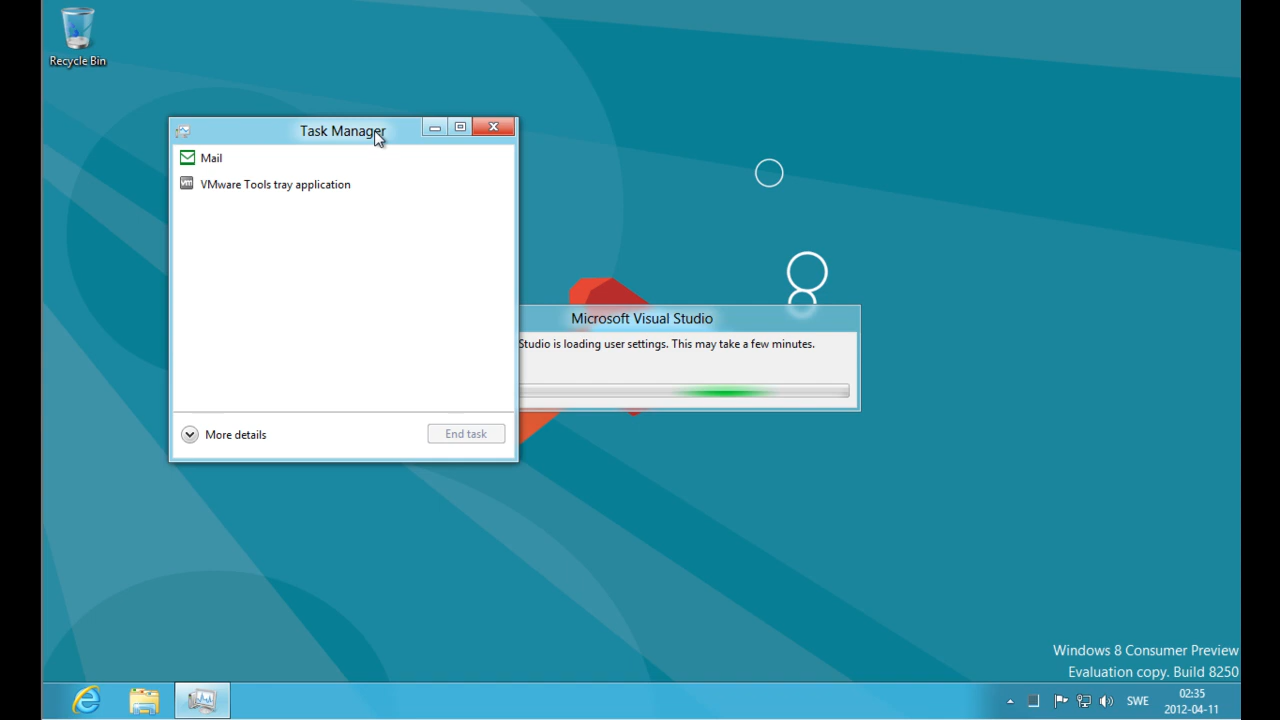 Recycle Bin
Task Manager
Mail
VMware Tools tray application
Microsoft Visual Studio
Studio is loading user settings. This may take a few minutes.
More details
End task
Windows 8 Consumer Preview
Evaluation copy. Build 8250
SWE
02:35
2012-04-11